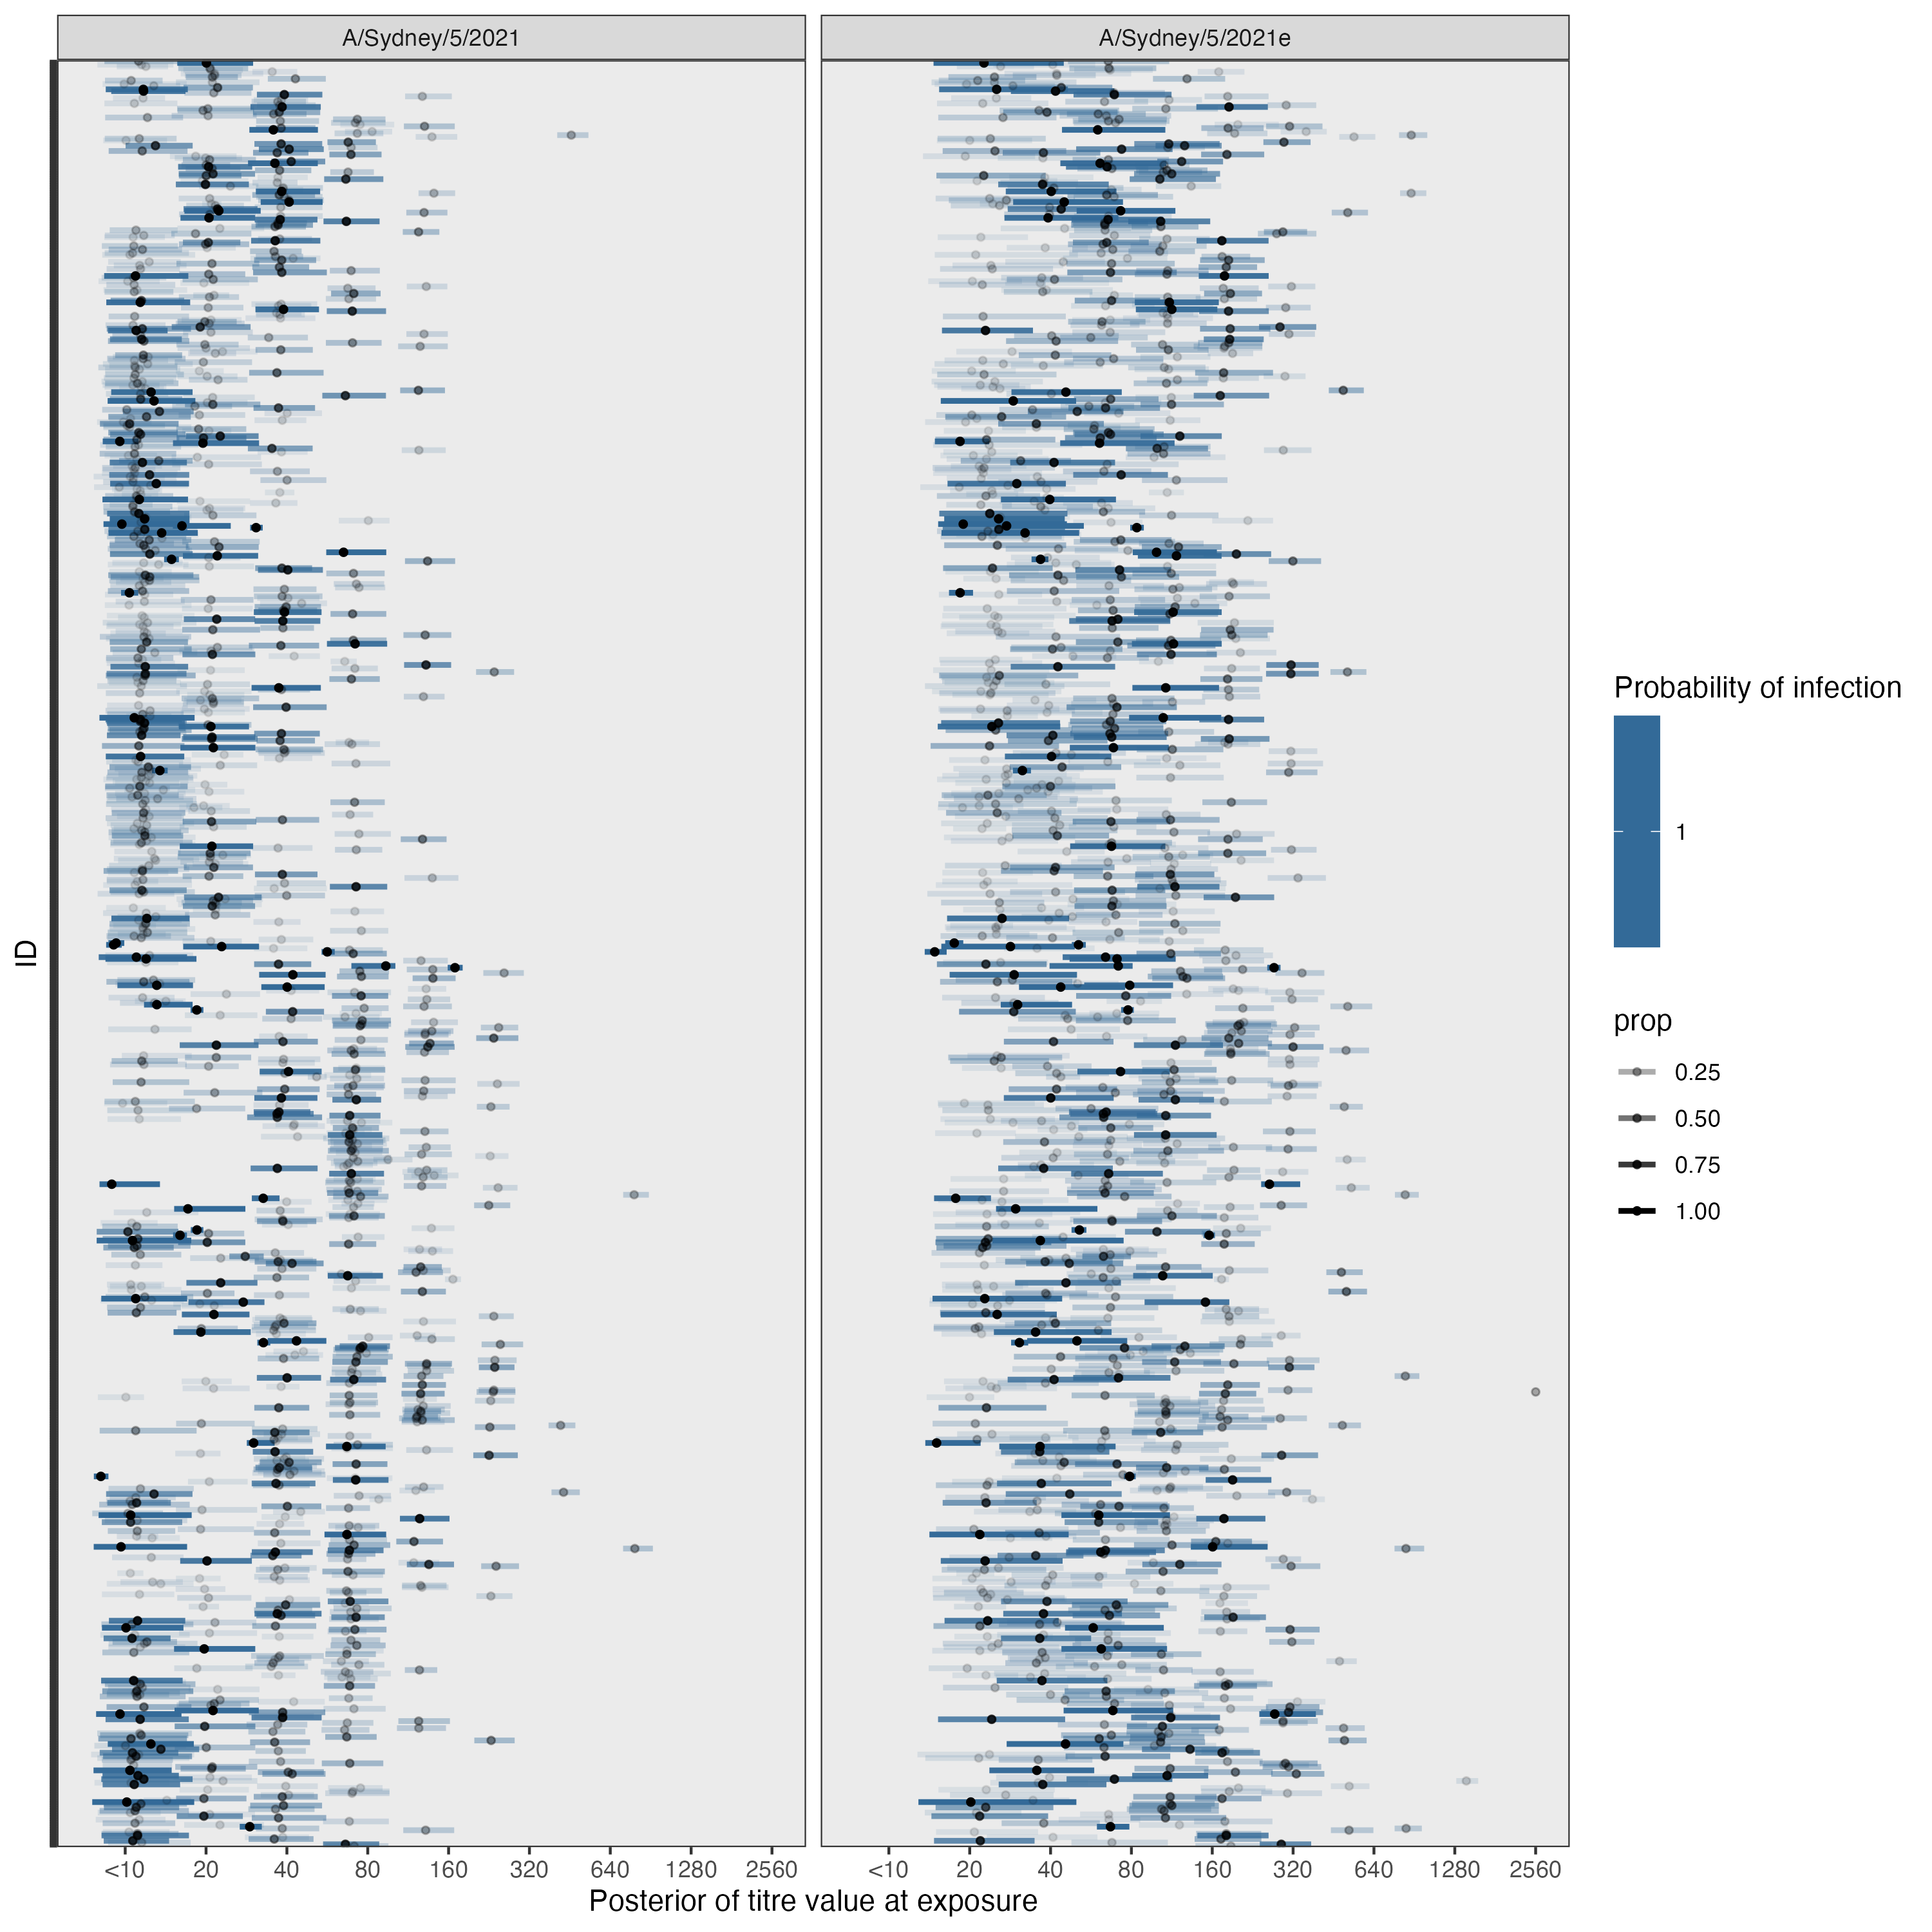 A/Sydney/5/2021
A/Sydney/5/2021e
ID
<10 20 40 80 160 320 640 1280 2560
<10 20 40 80 160 320 640 1280 2560
Posterior of titre value at exposure
Probability of infection
1
prop
0.25
0.50
0.75
1.00